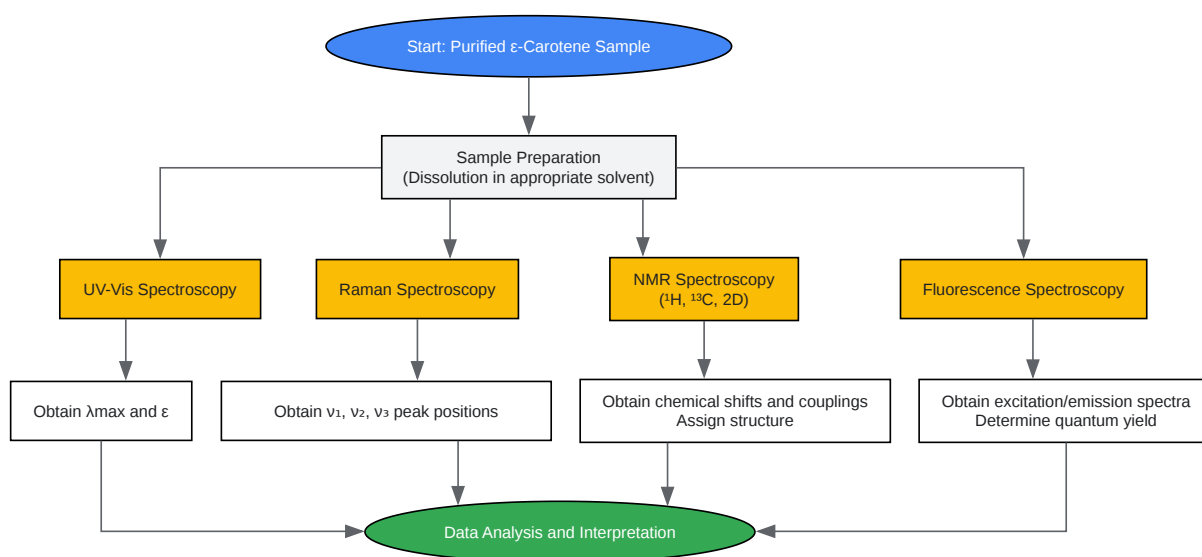 Start: Purified ε-Carotene Sample
Sample Preparation
(Dissolution in appropriate solvent)
UV-Vis Spectroscopy
Raman Spectroscopy
NMR Spectroscopy
(¹H, ¹³C, 2D)
Fluorescence Spectroscopy
Obtain λmax and ε
Obtain ν₁, ν₂, ν₃ peak positions
Obtain chemical shifts and couplings
Assign structure
Obtain excitation/emission spectra
Determine quantum yield
Data Analysis and Interpretation